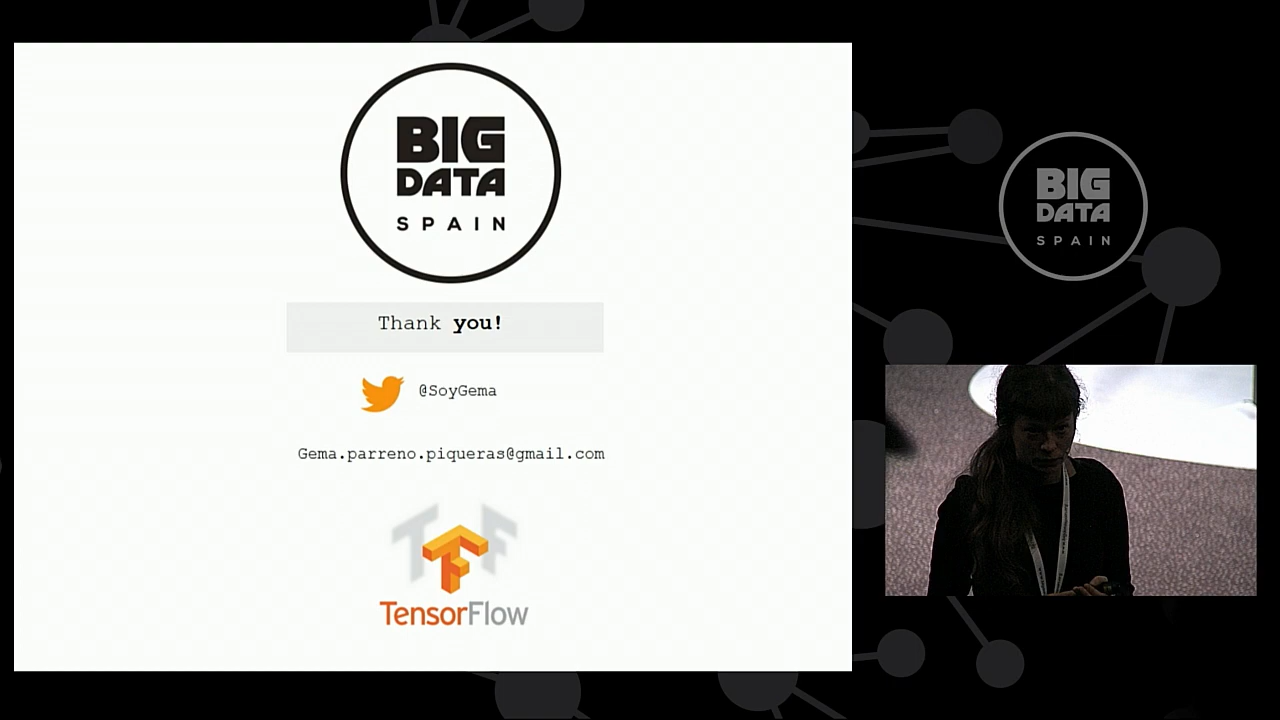 BIG
DATA
SPAIN
Thank you!
@SoyGema
Gema.parreno.piqueras@gmail.com
TensorFlow
BIG
DATA
SPAIN